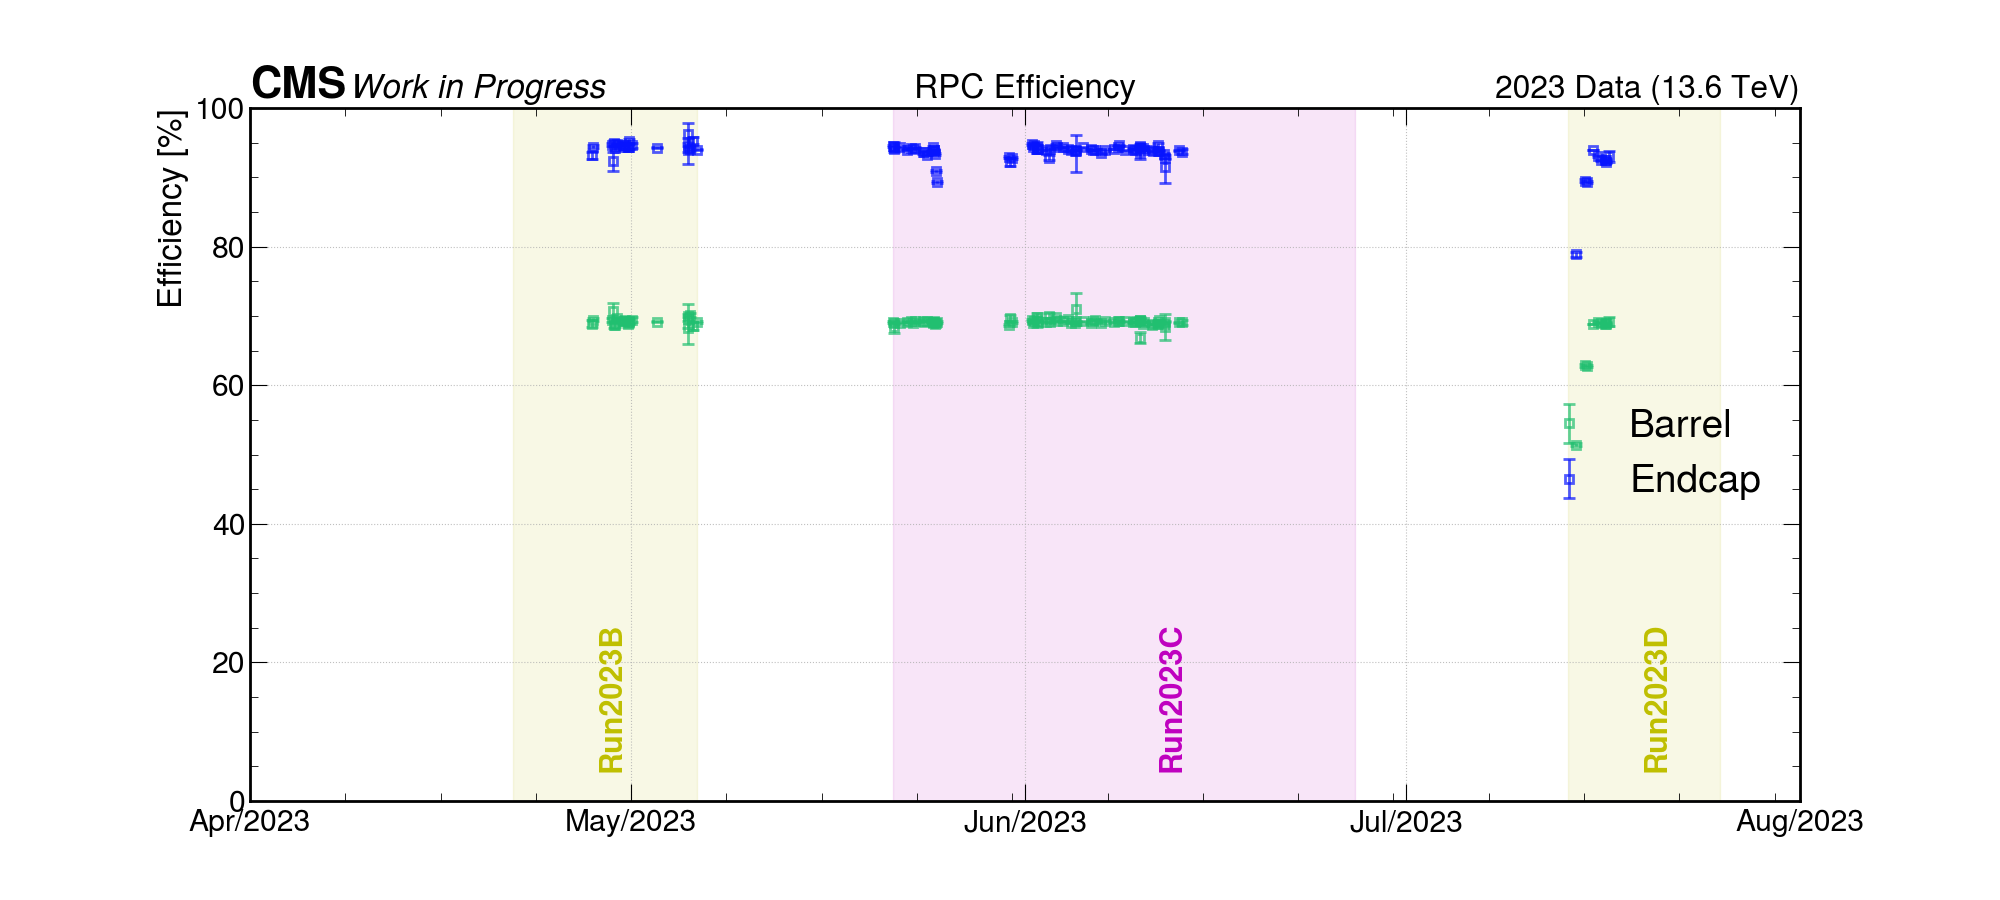 CMS Work in Progress RPC Efficiency 2023 Data (13.6 TeV)
Efficiency [%]
100
80
60
40
20
0
Barrel
Endcap
Run2023B
Run2023C
Run2023D
Apr/2023 May/2023 Jun/2023 Jul/2023 Aug/2023